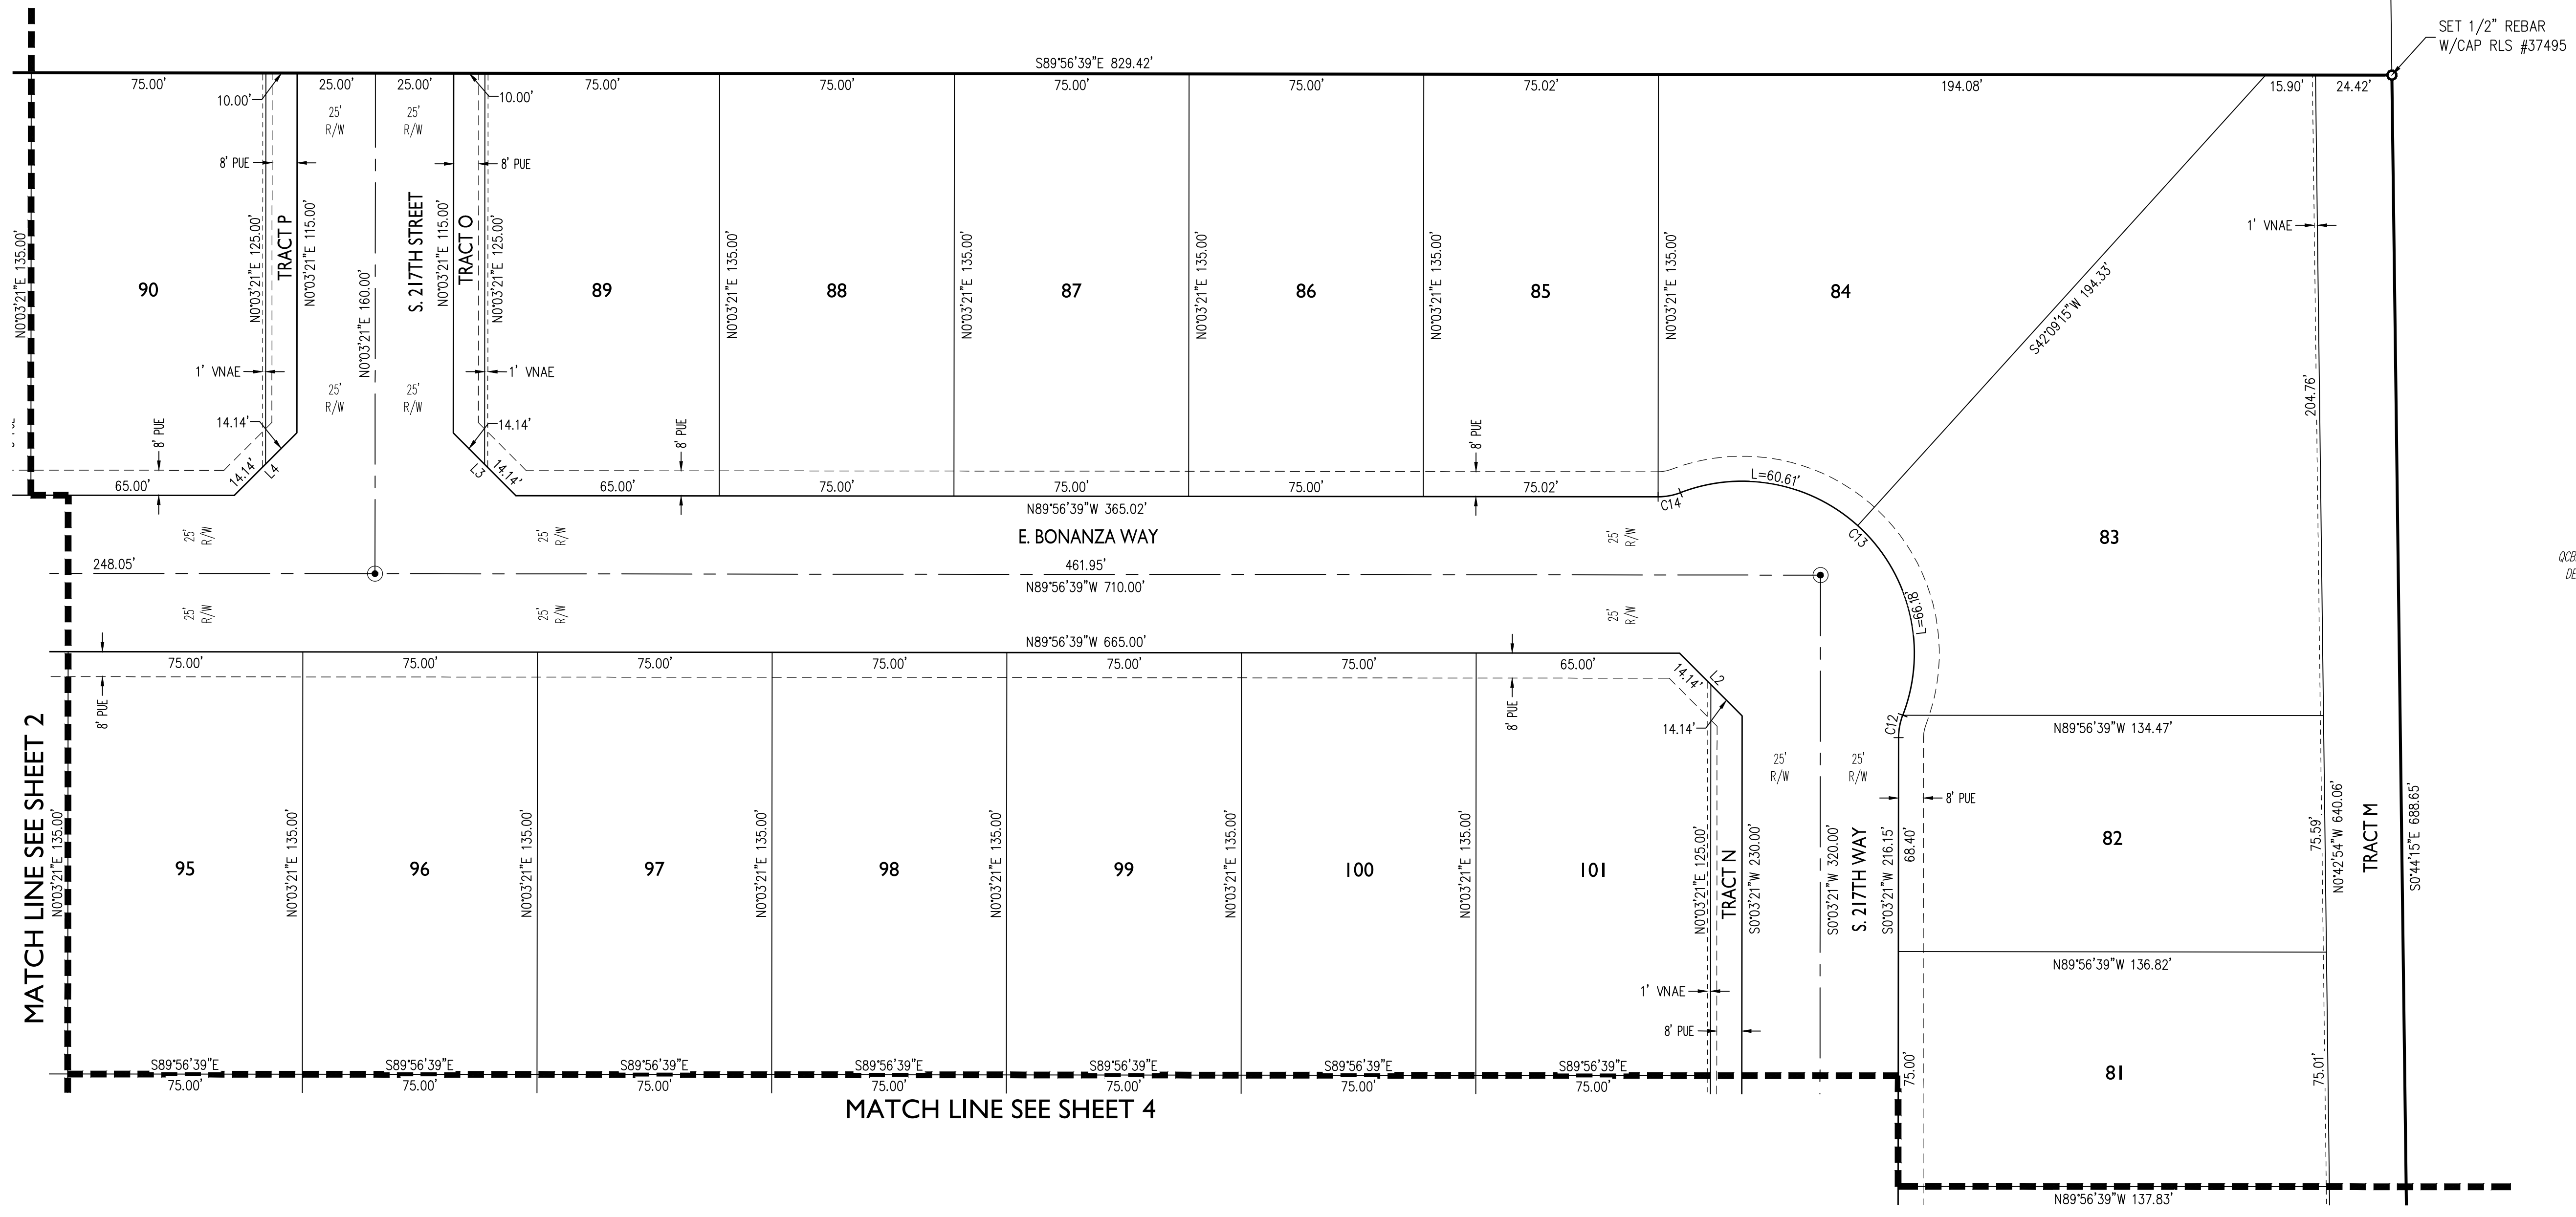 SET 1/2" REBAR
W/CAP RLS #37495
S89°56'39"E 829.42'
75.00'
10.00'
25.00'
25.00'
10.00'
75.00'
75.00'
75.00'
75.00'
75.02'
194.08'
15.90'
24.42'
25'
R/W
25'
R/W
8' PUE
8' PUE
N0°03'21"E 135.00'
90
N0°03'21"E 125.00'
TRACT P
N0°03'21"E 115.00'
N0°03'21"E 160.00'
S. 217TH STREET
N0°03'21"E 115.00'
TRACT O
N0°03'21"E 125.00'
89
N0°03'21"E 135.00'
88
N0°03'21"E 135.00'
87
N0°03'21"E 135.00'
86
N0°03'21"E 135.00'
85
N0°03'21"E 135.00'
84
S42°09'15"W 194.33'
1' VNAE
204.76'
1' VNAE
1' VNAE
25'
R/W
25'
R/W
14.14'
14.14'
8' PUE
8' PUE
8' PUE
65.00'
14.14'
L4
L3
14.14'
65.00'
75.00'
75.00'
75.00'
75.02'
C14
L=60.61'
C13
N89°56'39"W 365.02'
E. BONANZA WAY
25'
R/W
25'
R/W
25'
R/W
83
QCB
DE
248.05'
461.95'
N89°56'39"W 710.00'
25'
R/W
25'
R/W
25'
R/W
L=66.18'
N89°56'39"W 665.00'
75.00'
75.00'
75.00'
75.00'
75.00'
75.00'
65.00'
14.14'
L2
14.14'
8' PUE
8' PUE
C12
N89°56'39"W 134.47'
25'
R/W
25'
R/W
8' PUE
MATCH LINE SEE SHEET 2
N0°03'21"E 135.00'
95
N0°03'21"E 135.00'
96
N0°03'21"E 135.00'
97
N0°03'21"E 135.00'
98
N0°03'21"E 135.00'
99
N0°03'21"E 135.00'
100
N0°03'21"E 135.00'
101
N0°03'21"E 125.00'
TRACT N
S0°03'21"W 230.00'
S0°03'21"W 320.00'
S. 217TH WAY
S0°03'21"W 216.15'
68.40'
82
75.59'
N0°42'54"W 640.06'
TRACT M
S0°44'15"E 688.65'
N89°56'39"W 136.82'
1' VNAE
8' PUE
S89°56'39"E
75.00'
S89°56'39"E
75.00'
S89°56'39"E
75.00'
S89°56'39"E
75.00'
S89°56'39"E
75.00'
S89°56'39"E
75.00'
S89°56'39"E
75.00'
75.00'
81
75.01'
MATCH LINE SEE SHEET 4
N89°56'39"W 137.83'